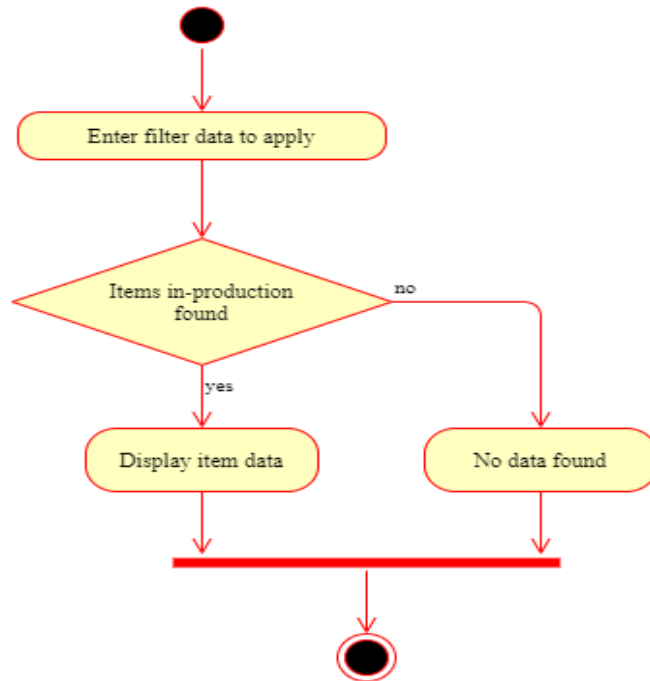 Enter filter data to apply
Items in-production
found
no
yes
Display item data
No data found